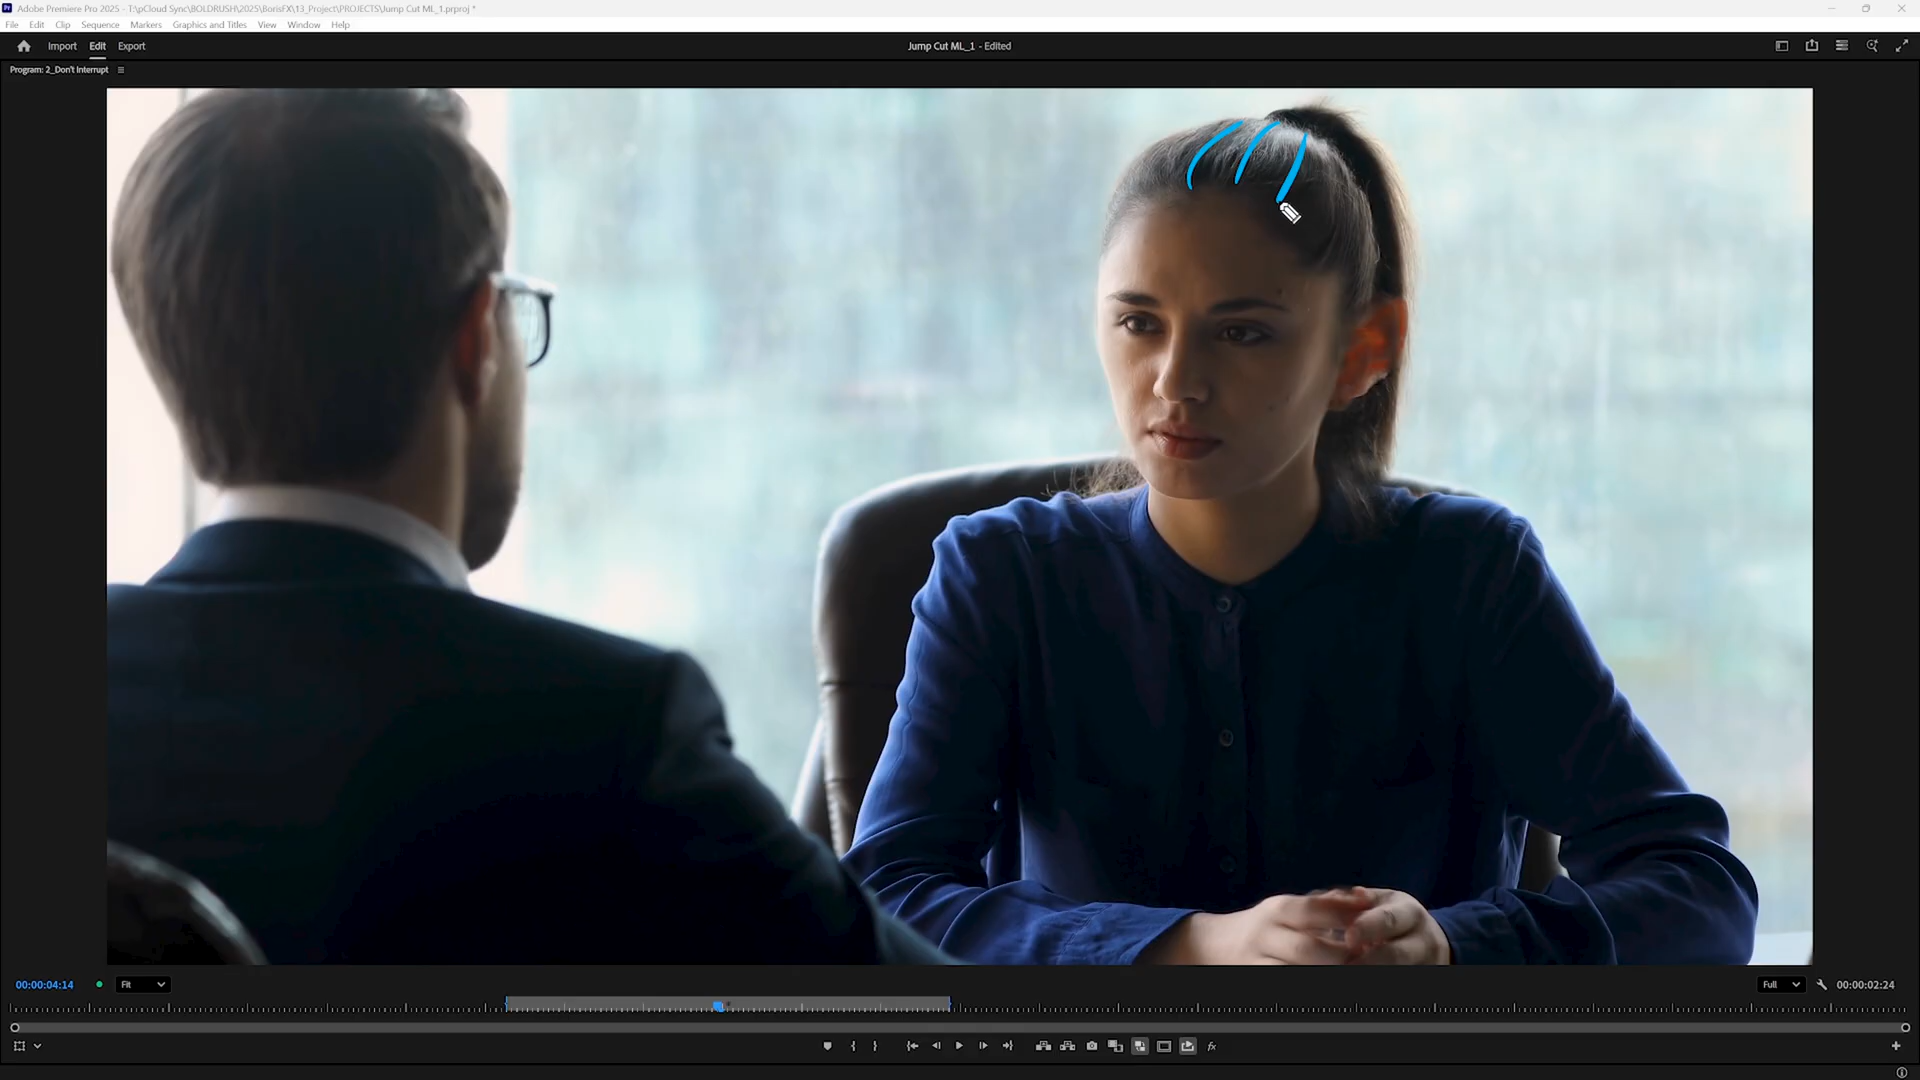 Adobe Premiere Pro 2025 - T:\pCloud Sync\BOLDRUSH\2025\BorisFX\13_Project\PROJECTS\Jump Cut ML_1.prproj *
File Edit Clip Sequence Markers Graphics and Titles View Window Help
Import Edit Export Jump Cut ML_1 - Edited
Program: 2_Don't Interrupt
00:00:04:14 Fit Full 00:00:02:24
fx